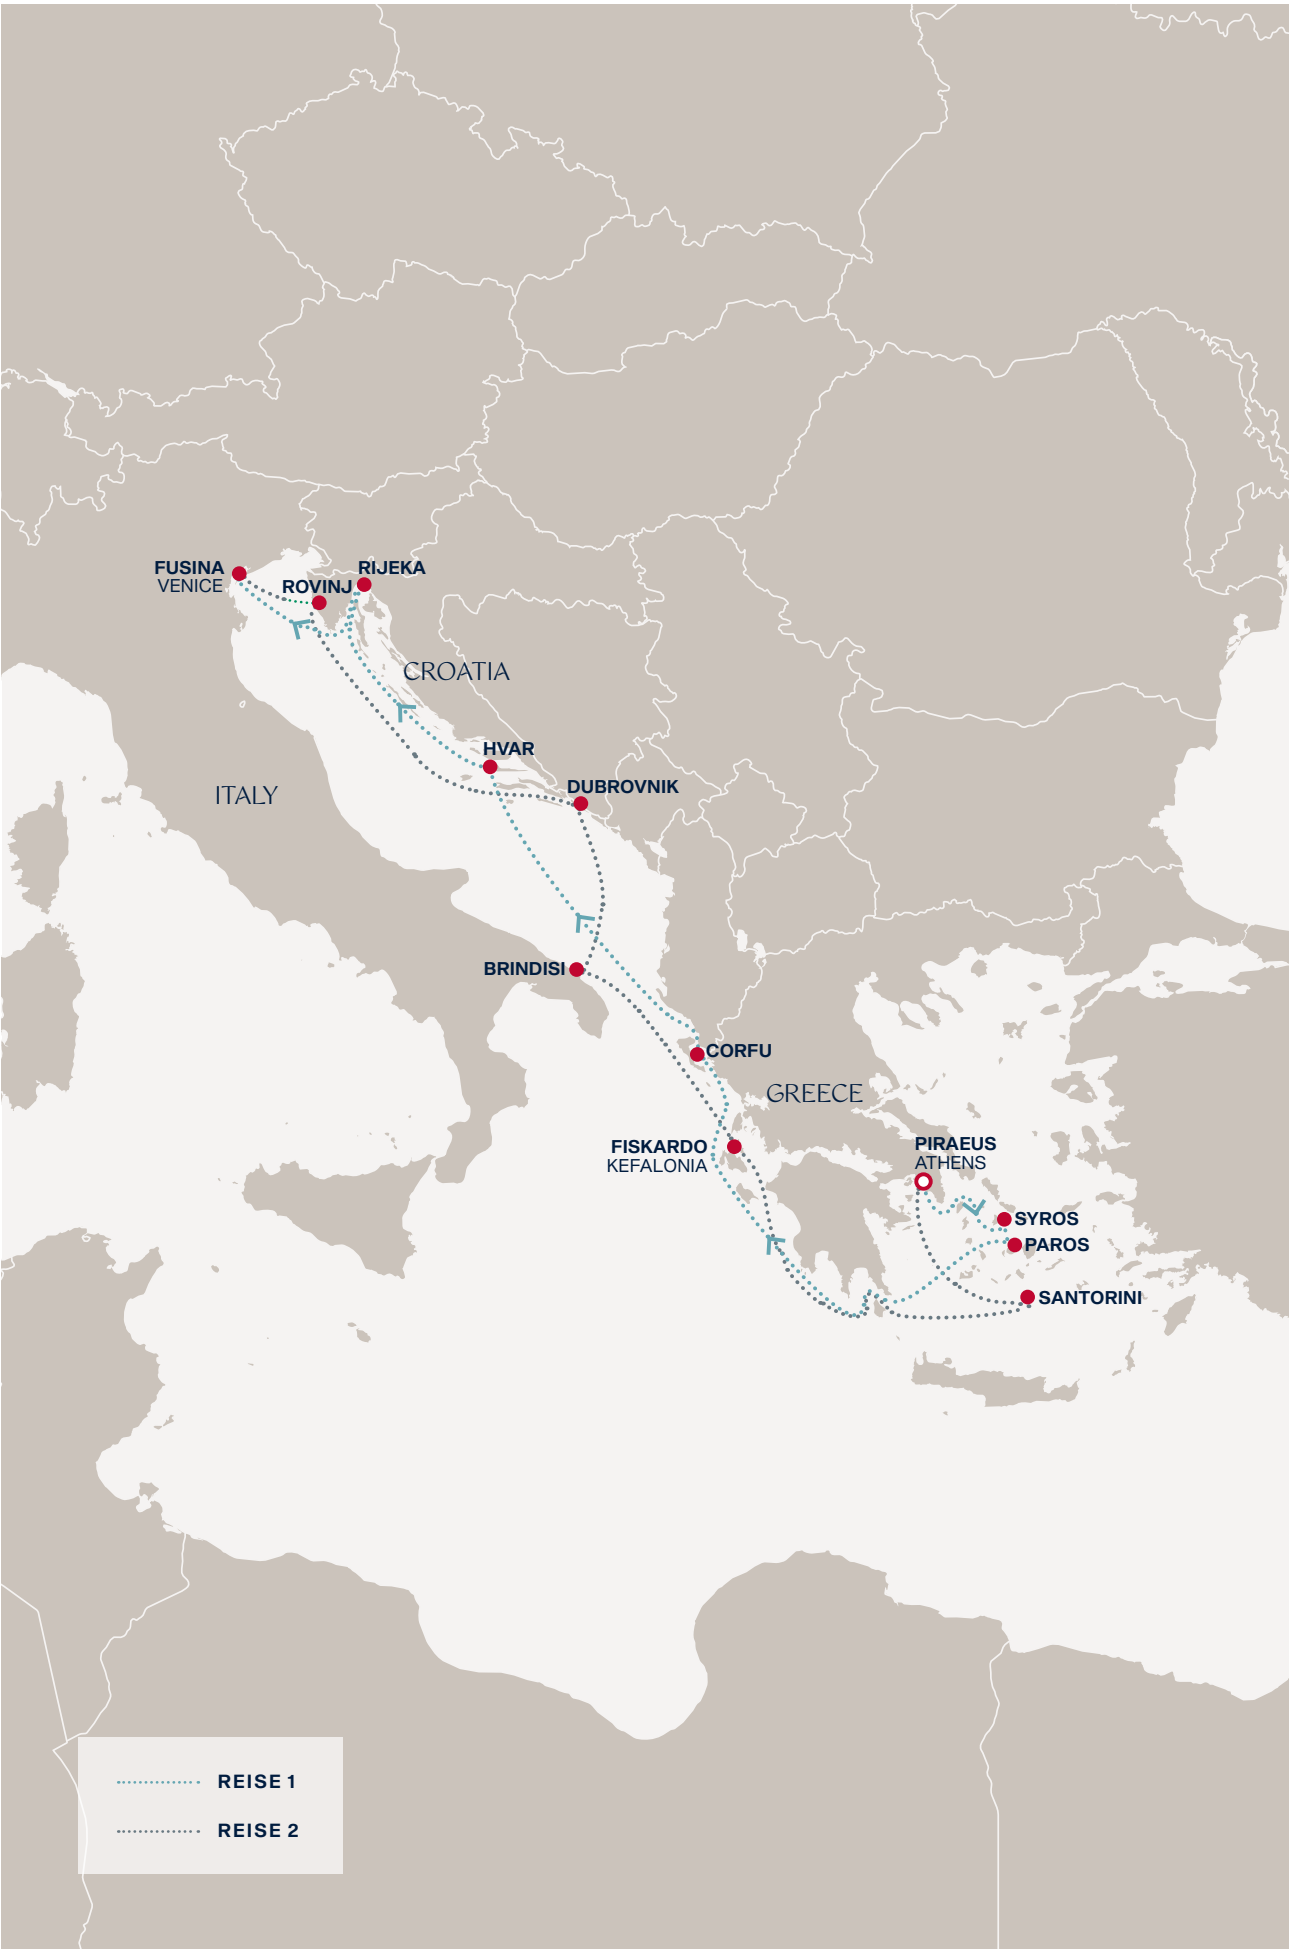 FUSINA
VENICE
RIJEKA
ROVINJ
CROATIA
HVAR
DUBROVNIK
ITALY
BRINDISI
CORFU
GREECE
FISKARDO
KEFALONIA
PIRAEUS
ATHENS
SYROS
PAROS
SANTORINI
REISE 1
REISE 2